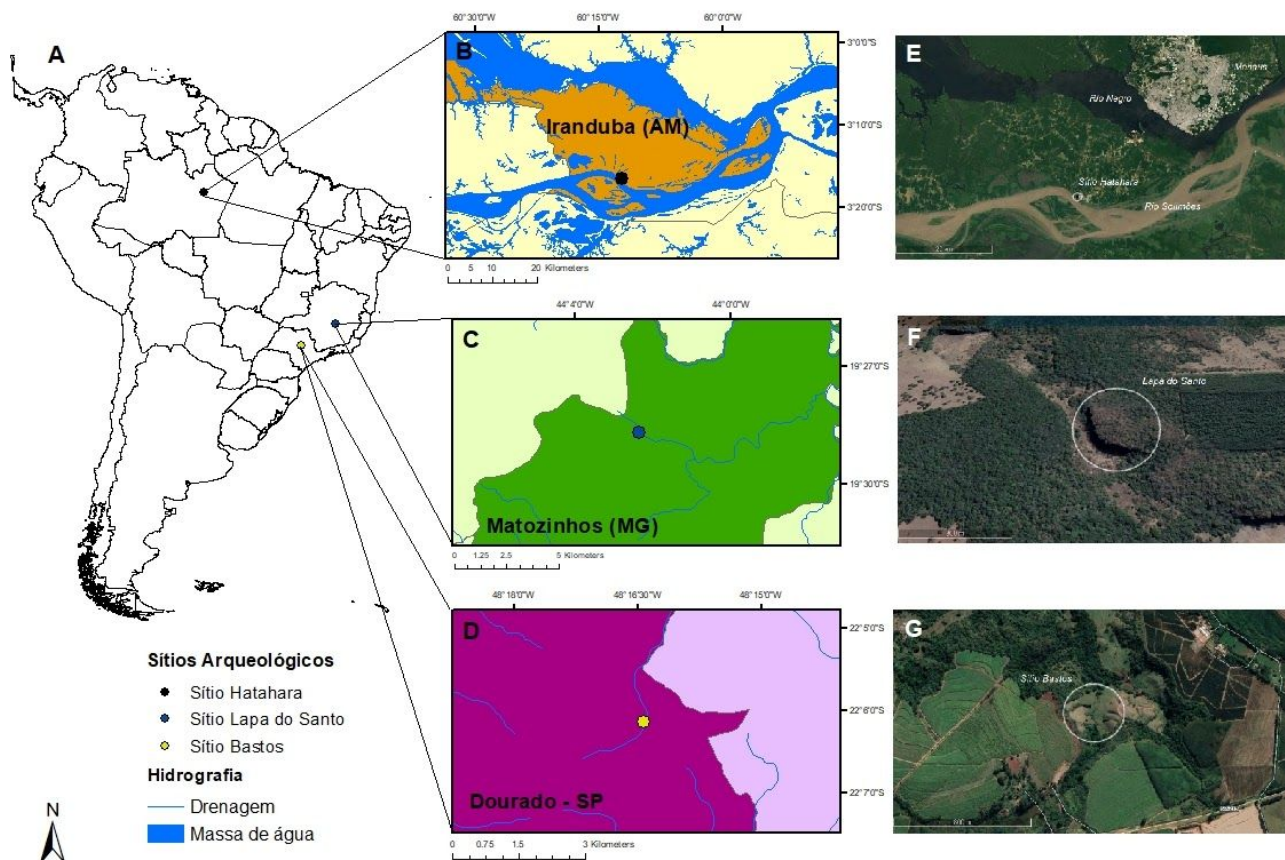 A
Sítios Arqueológicos
Sítio Hatahara
Sítio Lapa do Santo
Sítio Bastos
Hidrografia
Drenagem
Massa de água
N
60°30'0"W 60°15'0"W 60°0'0"W
B
Iranduba (AM)
3°0'0"S
3°10'0"S
3°20'0"S
0 5 10 20 Kilometers
44°4'0"W 44°0'0"W
C
Matozinhos (MG)
19°27'0"S
19°30'0"S
0 1.25 2.5 5 Kilometers
48°18'0"W 48°16'30"W 48°15'0"W
D
Dourado - SP
22°5'0"S
22°6'0"S
22°7'0"S
0 0.75 1.5 3 Kilometers
E
Manaus
Rio Negro
Sítio Hatahara
Rio Solimões
F
Lapa do Santo
G
Sítio Bastos